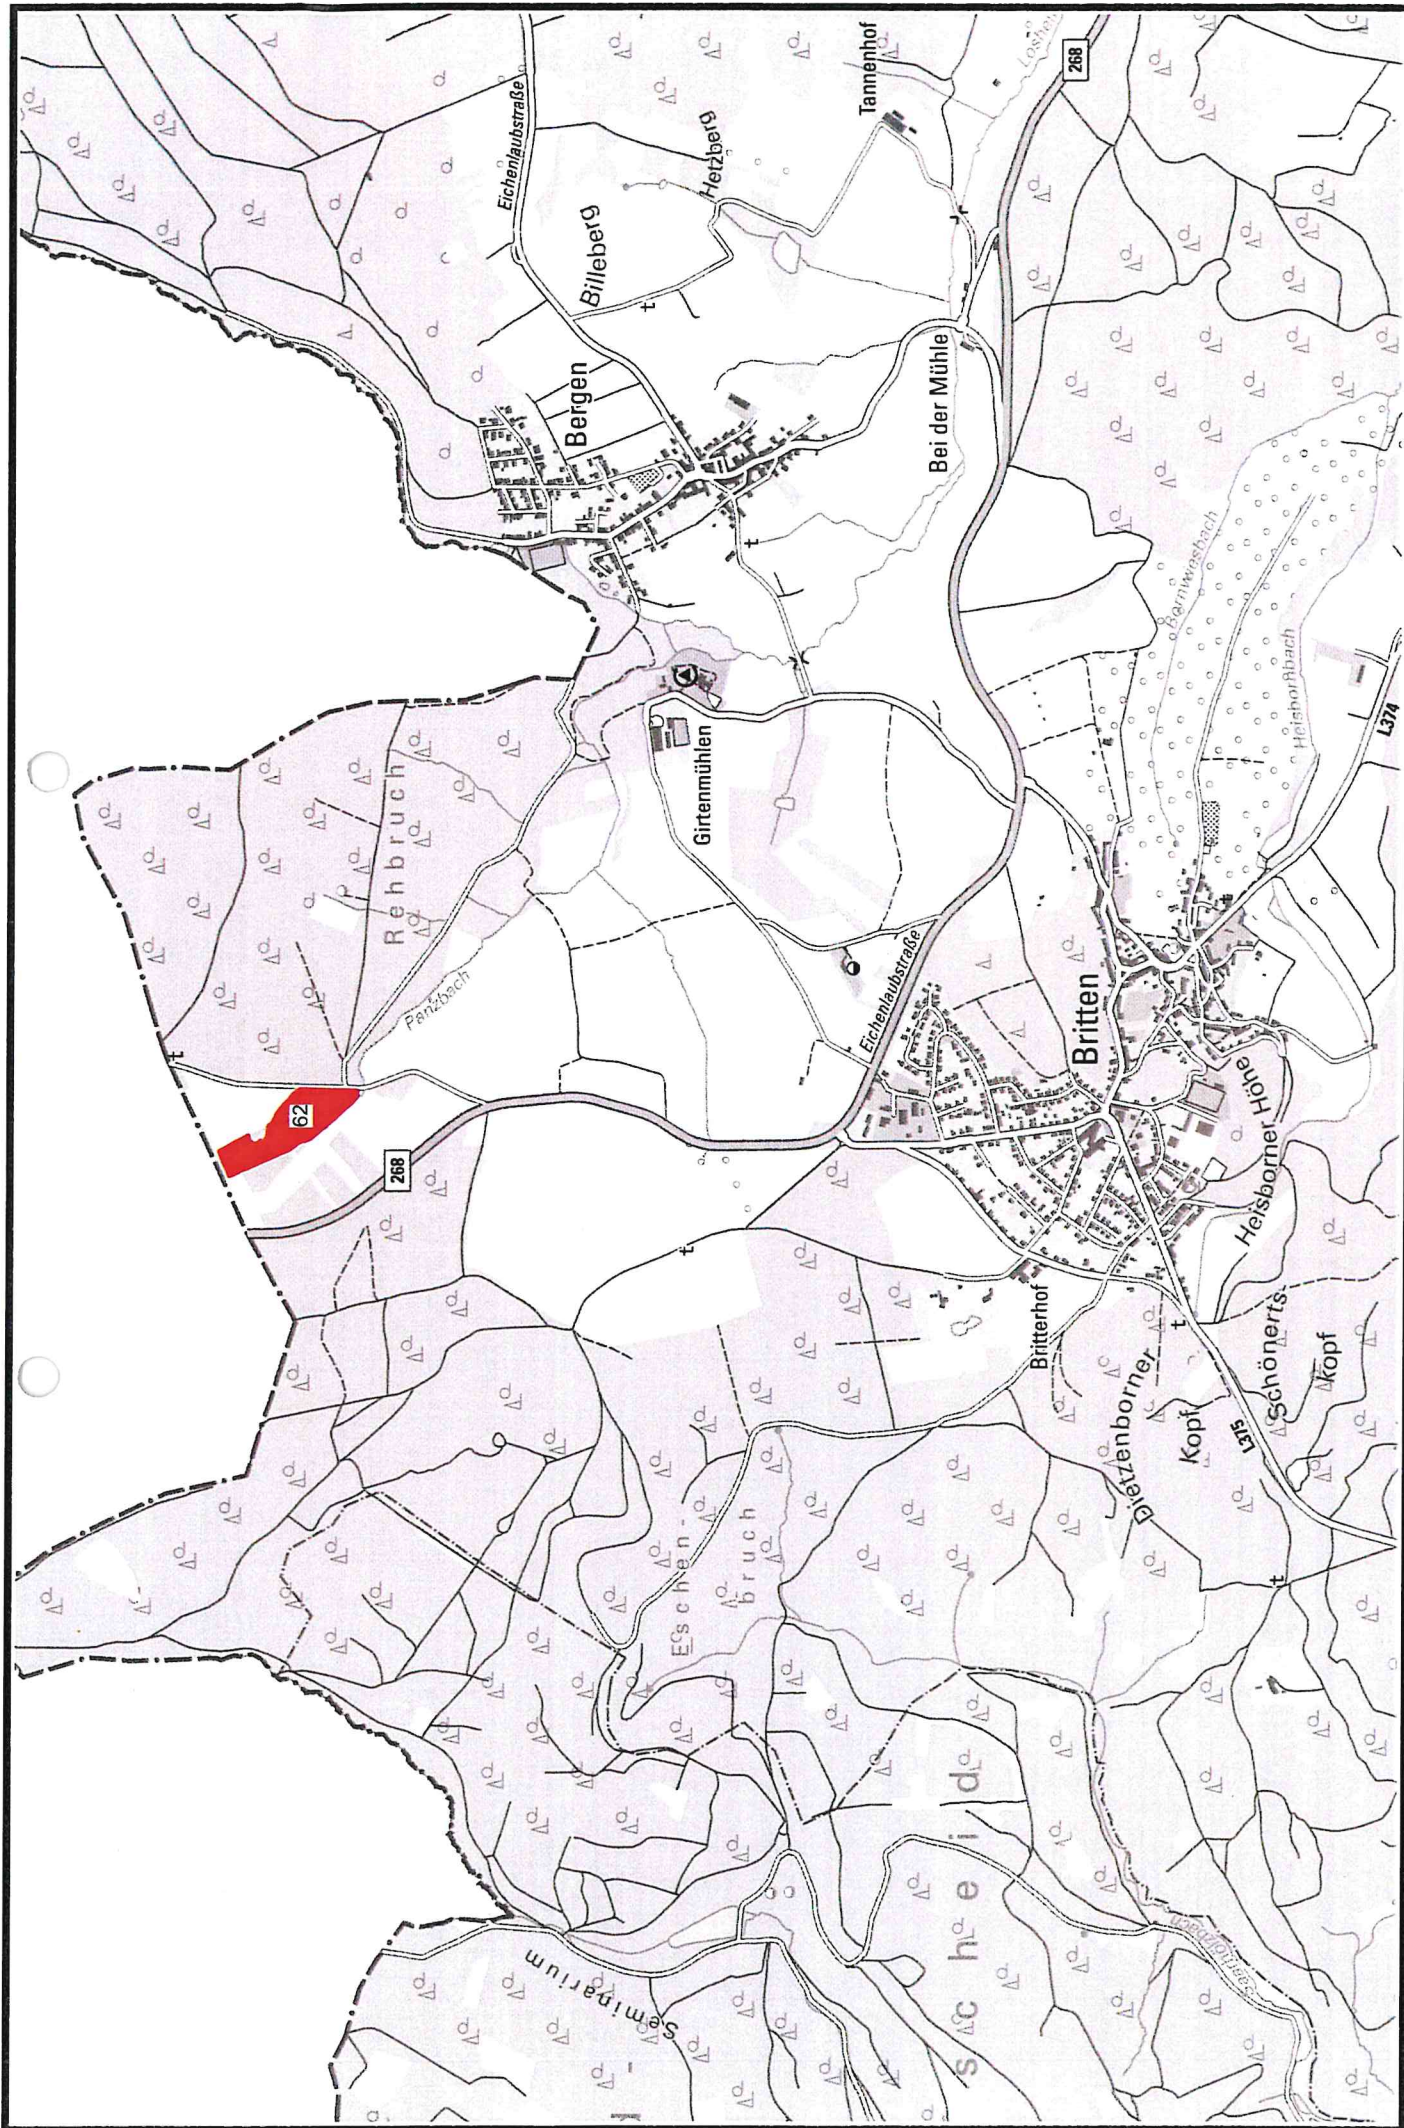 Eichenlaubstraße
Billeberg
Hetzberg
Tannenhof
268
Bergen
Bei der Mühle
Rehbruch
Girtenmühlen
Bornwiesbach
Heisbornbach
L374
Panzbach
62
268
Eichenlaubstraße
Britten
Heisborner Höhe
Britterhof
Dietzenborner
Kopf
Schönerts-
kopf
L375
Eschen-
bruch
Seminarium
scheid